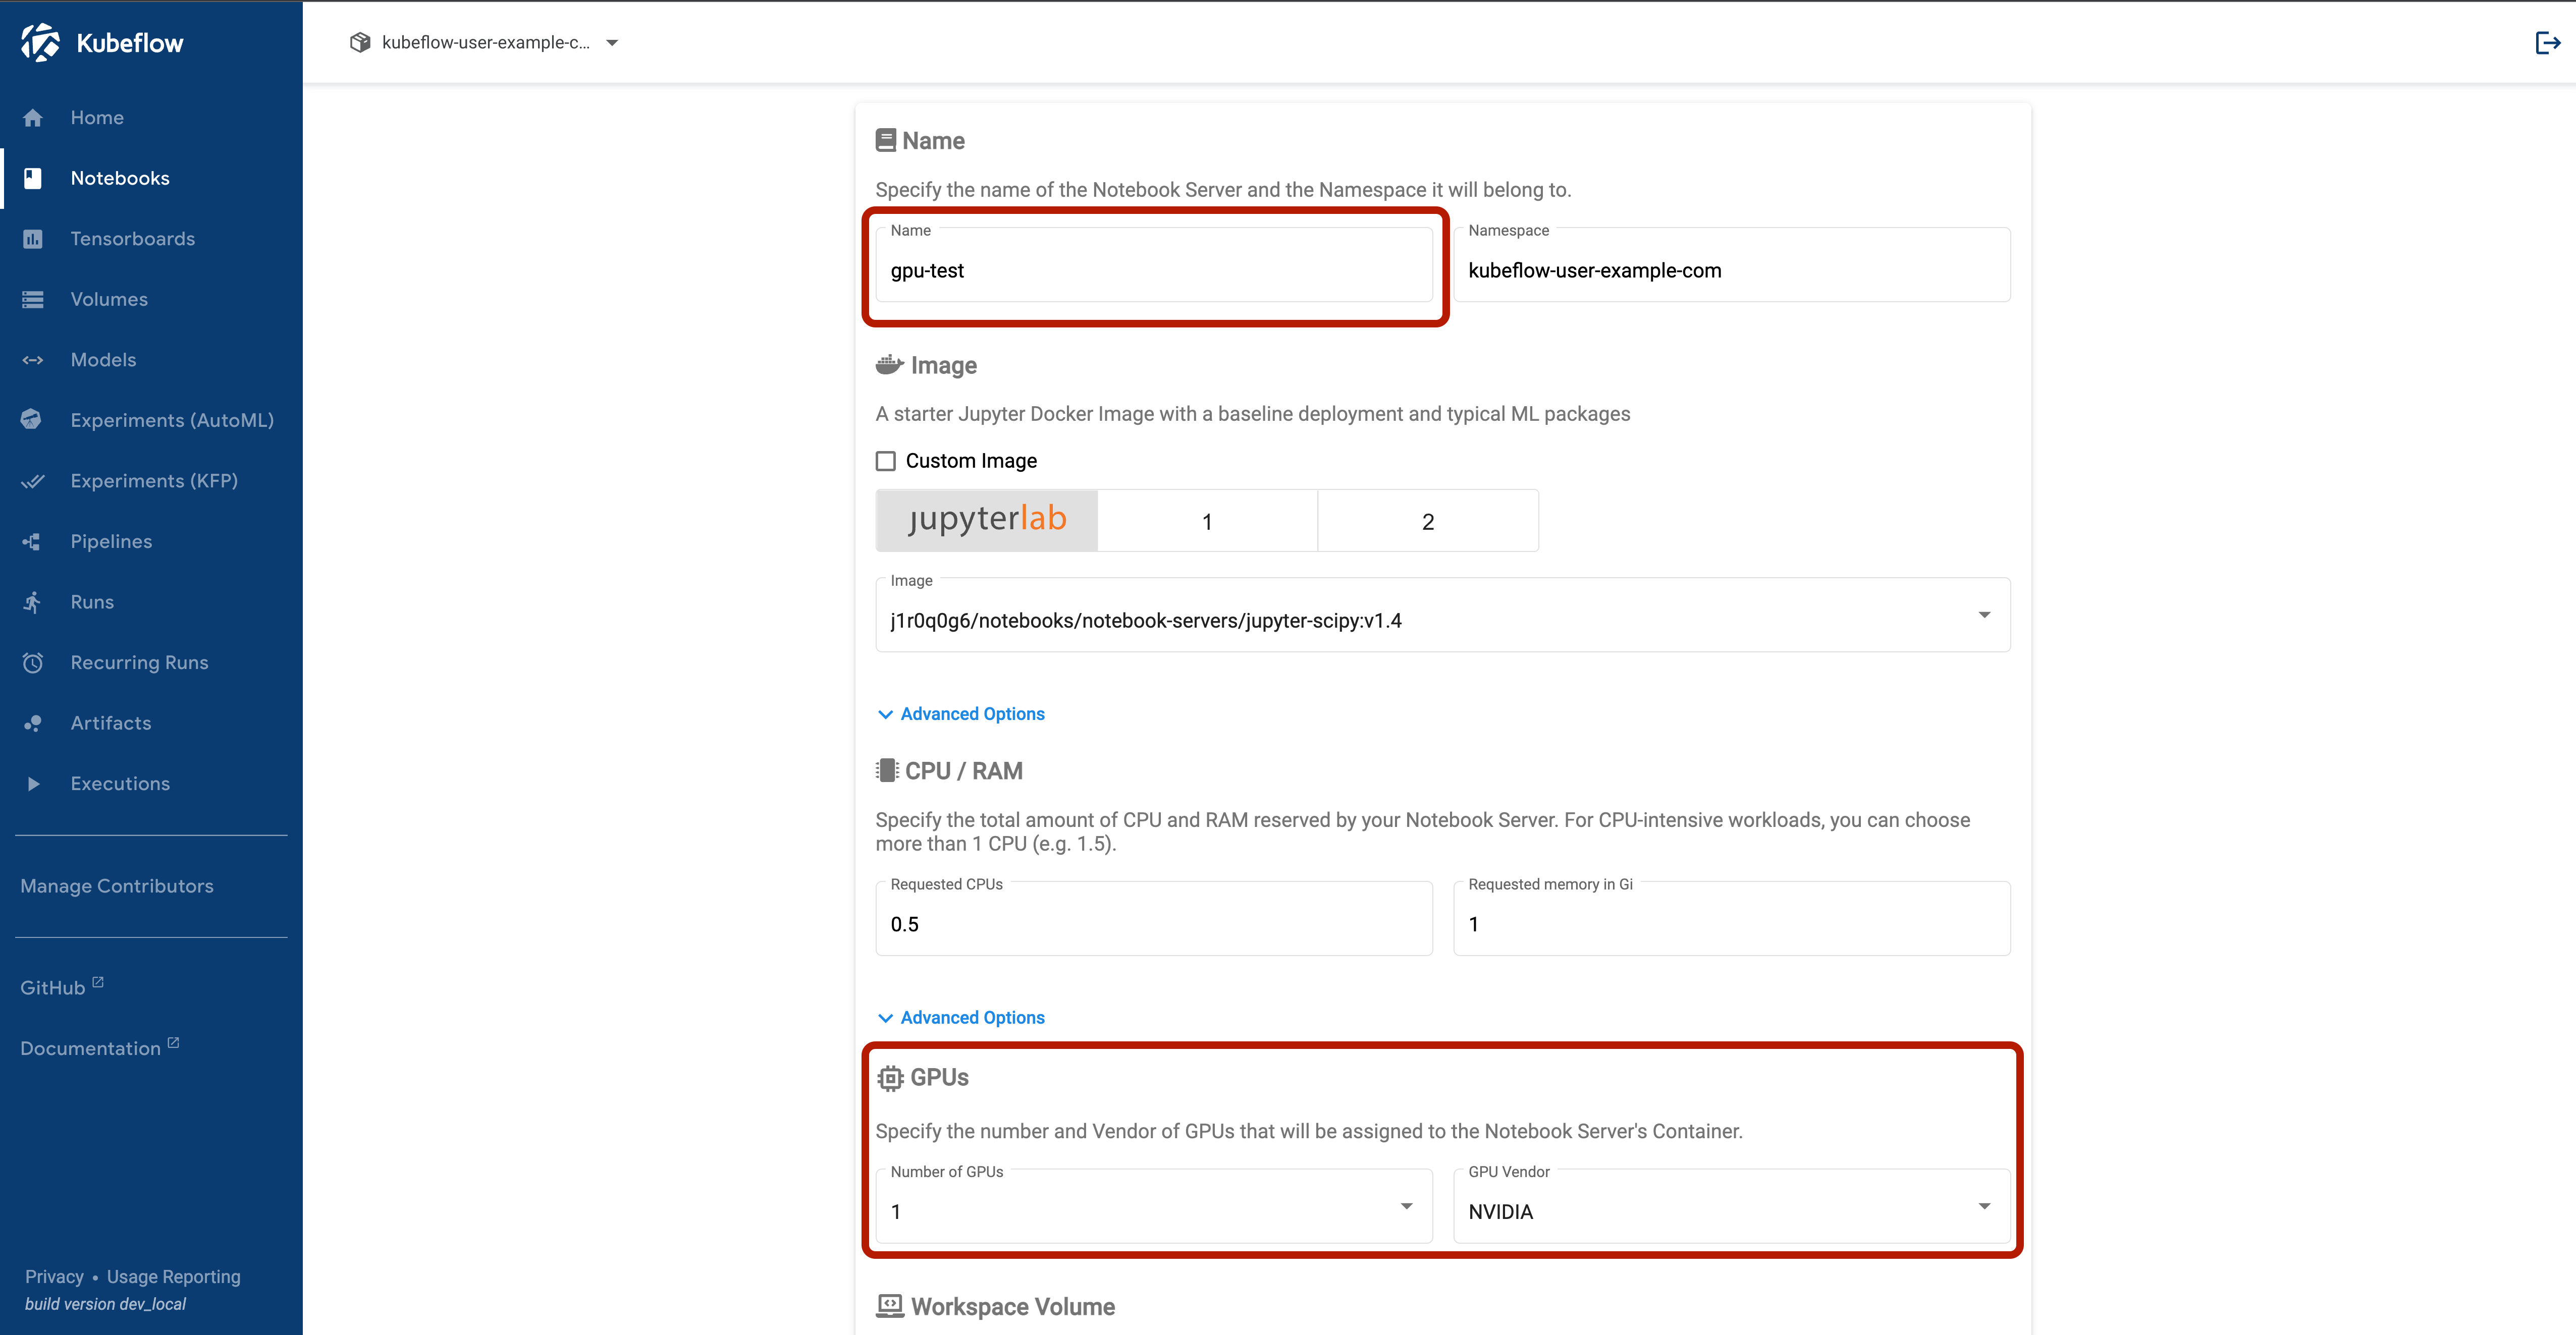 Kubeflow
kubeflow-user-example-c...
Home
Notebooks
Tensorboards
Volumes
Models
Experiments (AutoML)
Experiments (KFP)
Pipelines
Runs
Recurring Runs
Artifacts
Executions
Manage Contributors
GitHub
Documentation
Privacy • Usage Reporting
build version dev_local
Name
Specify the name of the Notebook Server and the Namespace it will belong to.
Name
gpu-test
Namespace
kubeflow-user-example-com
Image
A starter Jupyter Docker Image with a baseline deployment and typical ML packages
Custom Image
jupyterlab
1
2
Image
j1r0q0g6/notebooks/notebook-servers/jupyter-scipy:v1.4
Advanced Options
CPU / RAM
Specify the total amount of CPU and RAM reserved by your Notebook Server. For CPU-intensive workloads, you can choose
more than 1 CPU (e.g. 1.5).
Requested CPUs
0.5
Requested memory in Gi
1
Advanced Options
GPUs
Specify the number and Vendor of GPUs that will be assigned to the Notebook Server's Container.
Number of GPUs
1
GPU Vendor
NVIDIA
Workspace Volume